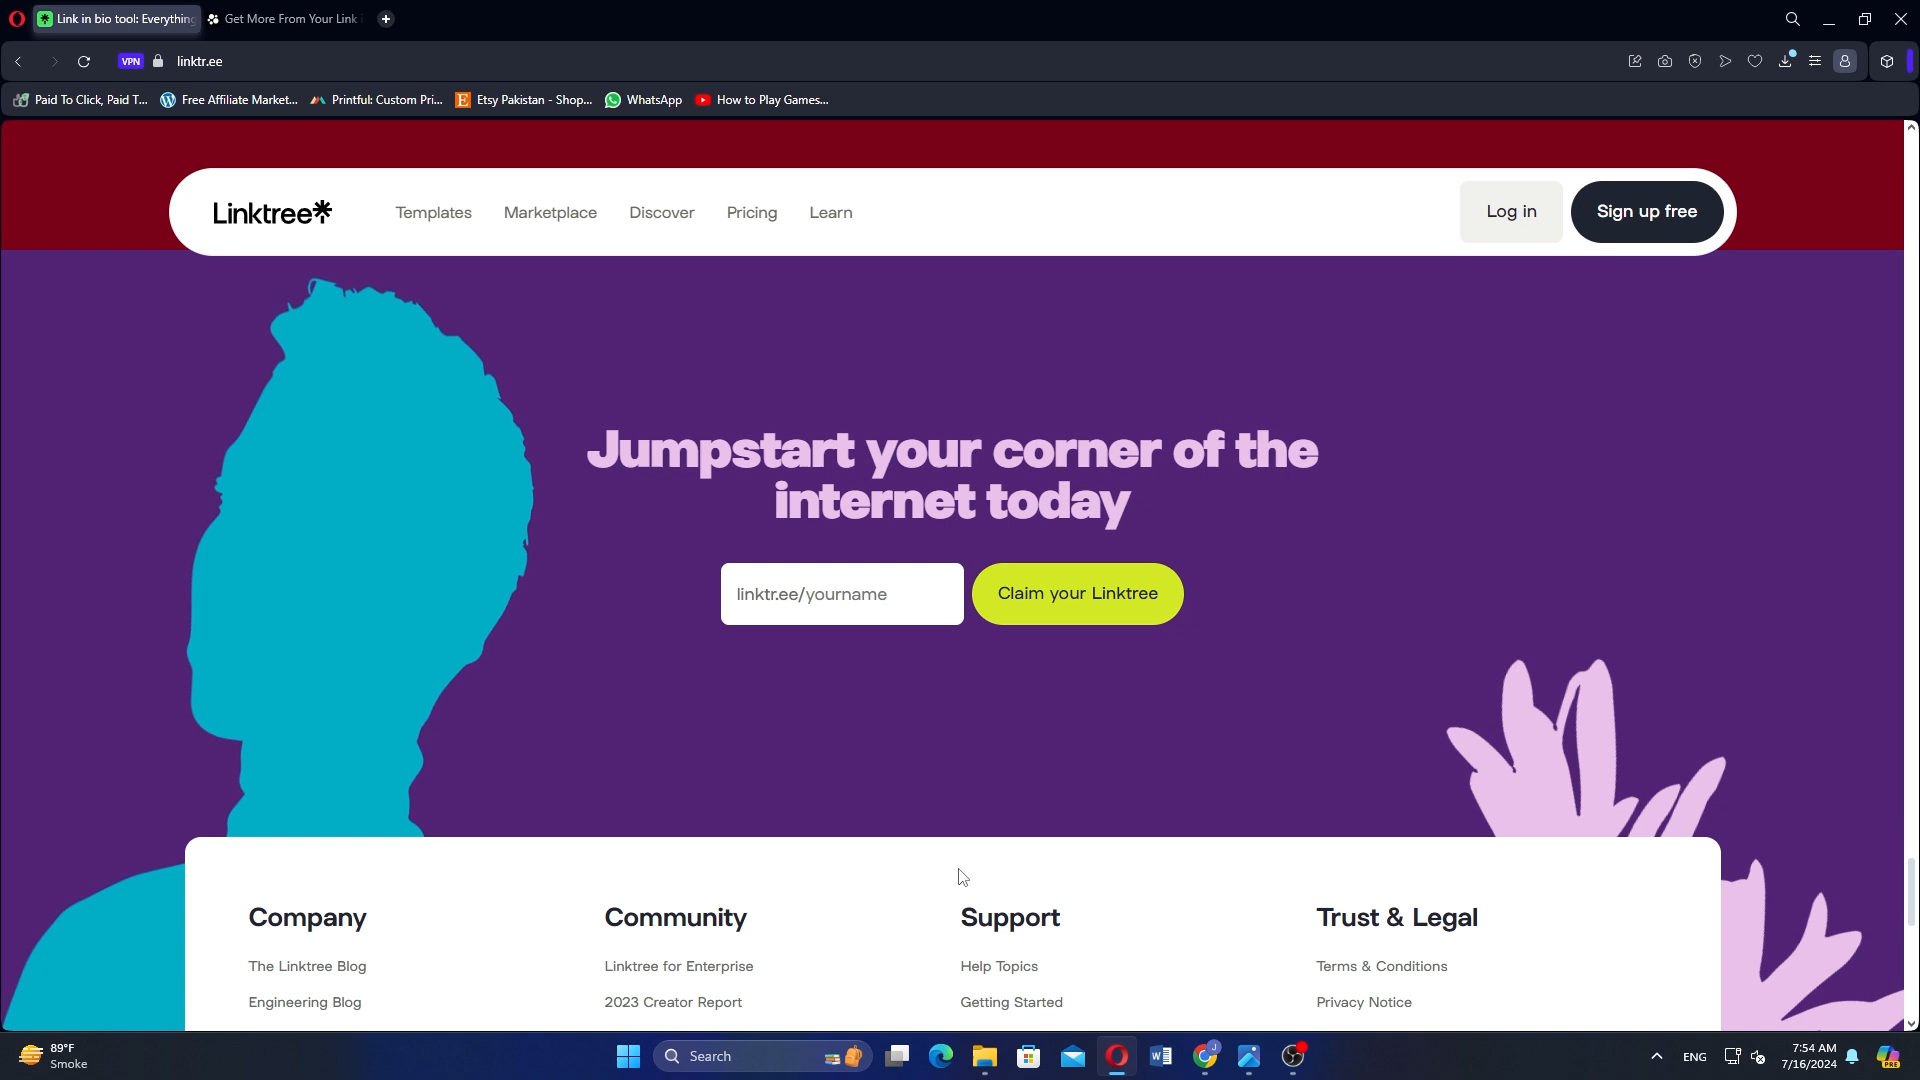 Link in bio tool: Everything
Get More From Your Link i
VPN
linktr.ee
Paid To Click, Paid T...
Free Affiliate Market...
Printful: Custom Pri...
Etsy Pakistan - Shop...
WhatsApp
How to Play Games...
Linktree
Templates
Marketplace
Discover
Pricing
Learn
Log in
Sign up free
Jumpstart your corner of the
internet today
linktr.ee/yourname
Claim your Linktree
Company
Community
Support
Trust & Legal
The Linktree Blog
Linktree for Enterprise
Help Topics
Terms & Conditions
Engineering Blog
2023 Creator Report
Getting Started
Privacy Notice
89°F
Smoke
Search
ENG
7:54 AM
7/16/2024
PRE